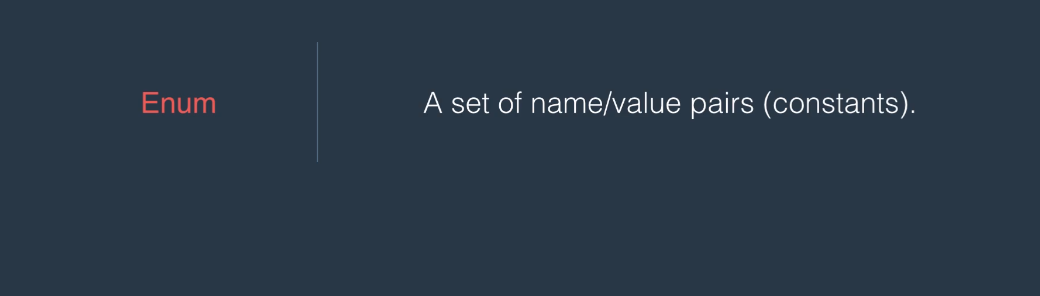 Enum
A set of name/value pairs (constants).